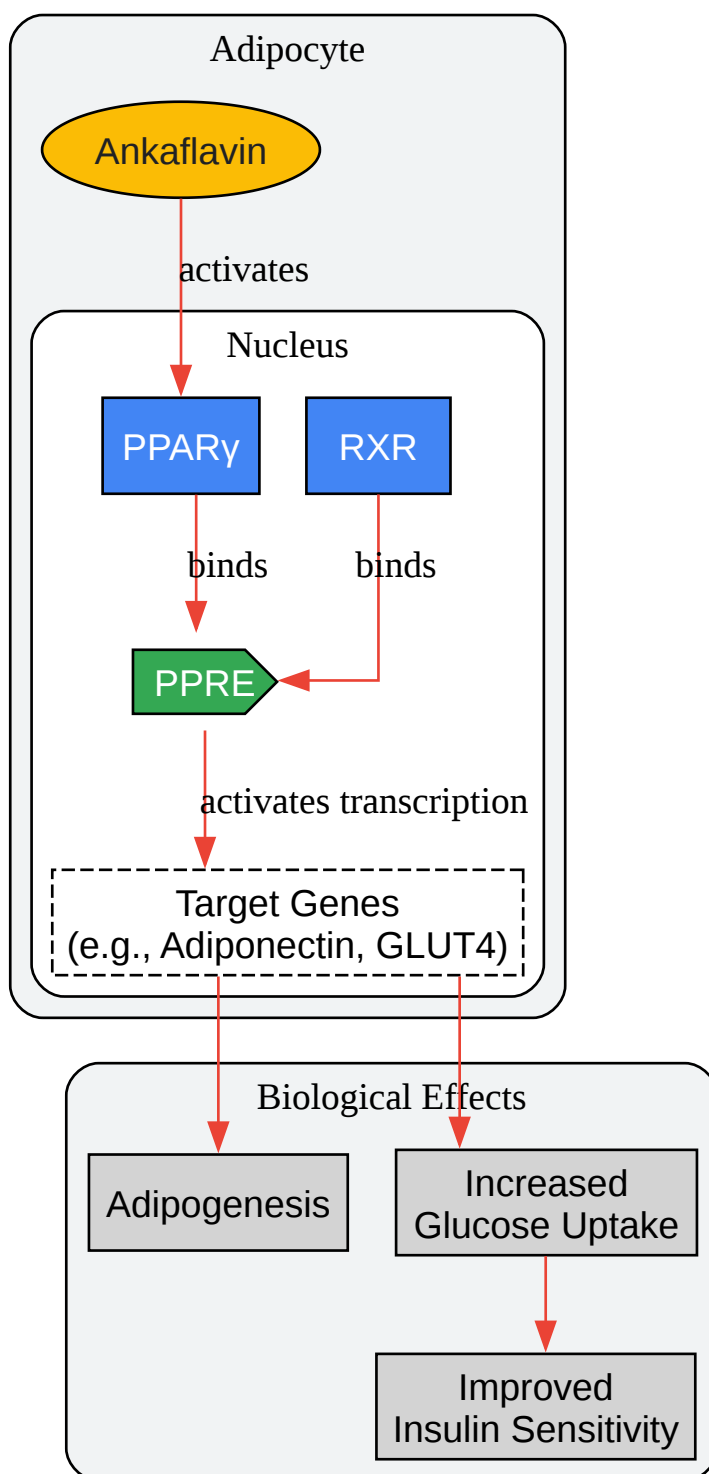 Adipocyte
Ankaflavin
activates
Nucleus
PPARγ
RXR
binds
binds
PPRE
activates transcription
Target Genes
(e.g., Adiponectin, GLUT4)
Biological Effects
Adipogenesis
Increased
Glucose Uptake
Improved
Insulin Sensitivity